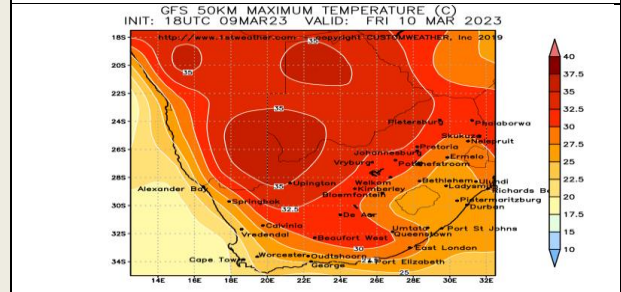 GFS 50KM MAXIMUM TEMPERATURE (C)
INIT: 18UTC 09MAR23 VALID: FRI 10 MAR 2023
http://www.1stweather.com copyright CUSTOMWEATHER, Inc 2019
18S
20S
22S
24S
26S
28S
30S
32S
34S
35
35
35
35
32.5
30
25
Pietersburg
Phalaborwa
Skukuza
Nelspruit
Pretoria
Johannesburg
Ermelo
Vryburg
Potchefstroom
Welkom
Bethlehem
Ulundi
Alexander Bay
Upington
Kimberley
Ladysmith
Richards B
Bloemfontein
Springbok
Pietermaritzburg
Durban
De Aar
Calvinia
Umtata
Port St Johns
Vredendal
Beaufort West
Queenstown
East London
Cape Town
Worcester
Oudtshoorn
George
Port Elizabeth
14E 16E 18E 20E 22E 24E 26E 28E 30E 32E
40
37.5
35
32.5
30
27.5
25
22.5
20
17.5
15
10